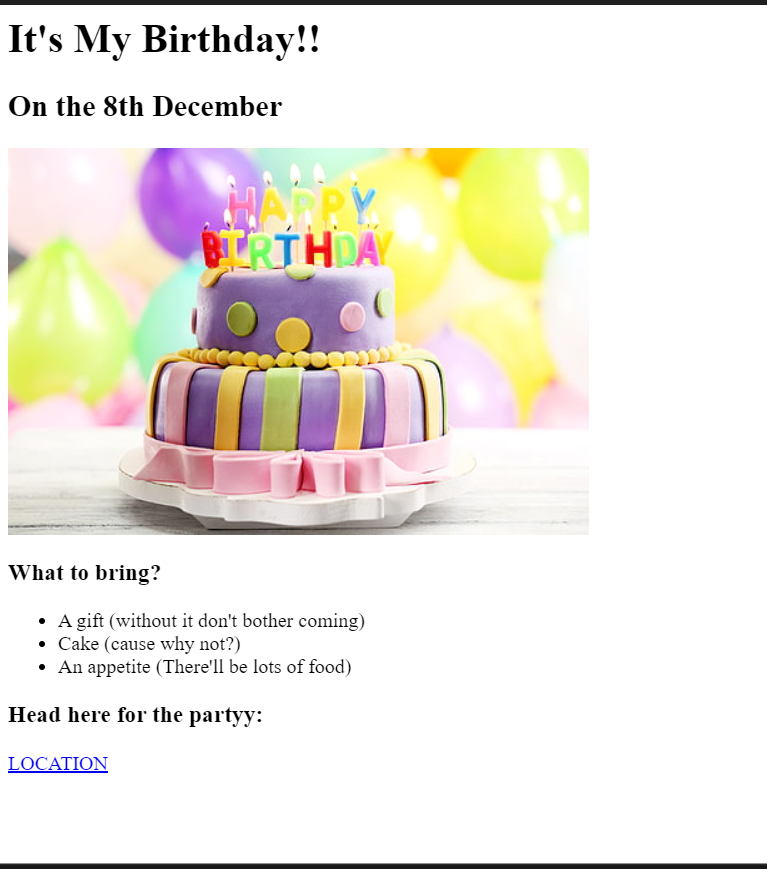 It's My Birthday!!
On the 8th December
HAPPY
BIRTHDAY
What to bring?
A gift (without it don't bother coming)
Cake (cause why not?)
An appetite (There'll be lots of food)
Head here for the partyy:
LOCATION